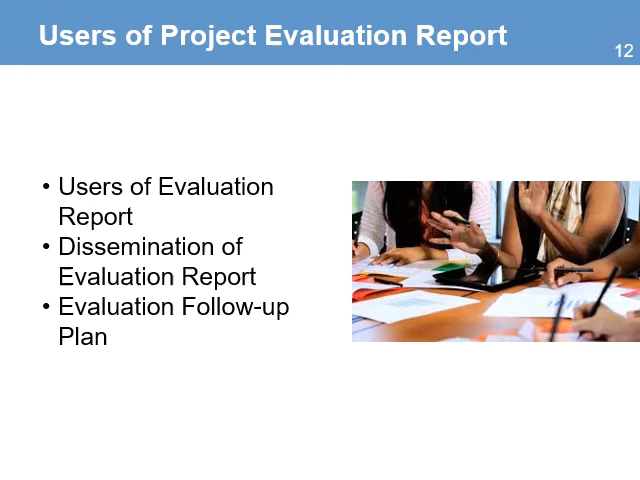 Users of Project Evaluation Report
12
• Users of Evaluation
Report
• Dissemination of
Evaluation Report
• Evaluation Follow-up
Plan